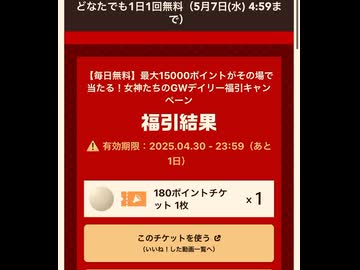 どなたでも1日1回無料（5月7日(水) 4:59ま
で）
【毎日無料】最大15000ポイントがその場で
当たる！女神たちのGWデイリー福引キャン
ペーン
福引結果
有効期限：2025.04.30 - 23:59（あと
1日）
180ポイントチケ
ット 1枚
×1
このチケットを使う
（いいね！した動画一覧へ）